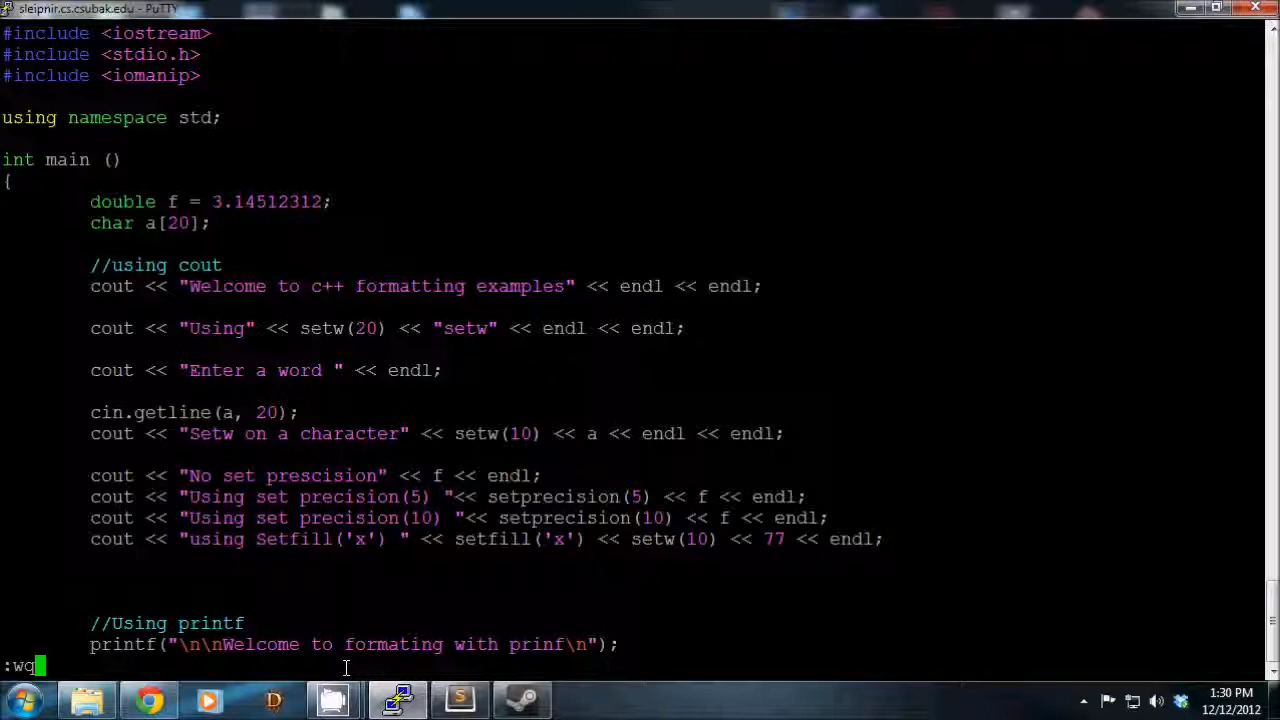 sleipnir.cs.csubak.edu - PuTTY
#include <iostream>
#include <stdio.h>
#include <iomanip>
using namespace std;
int main ()
{
double f = 3.14512312;
char a[20];
//using cout
cout << "Welcome to c++ formatting examples" << endl << endl;
cout << "Using" << setw(20) << "setw" << endl << endl;
cout << "Enter a word " << endl;
cin.getline(a, 20);
cout << "Setw on a character" << setw(10) << a << endl << endl;
cout << "No set prescision" << f << endl;
cout << "Using set precision(5) "<< setprecision(5) << f << endl;
cout << "Using set precision(10) "<< setprecision(10) << f << endl;
cout << "using Setfill('x') " << setfill('x') << setw(10) << 77 << endl;
//Using printf
printf("\n\nWelcome to formating with prinf\n");
:wq
1:30 PM
12/12/2012